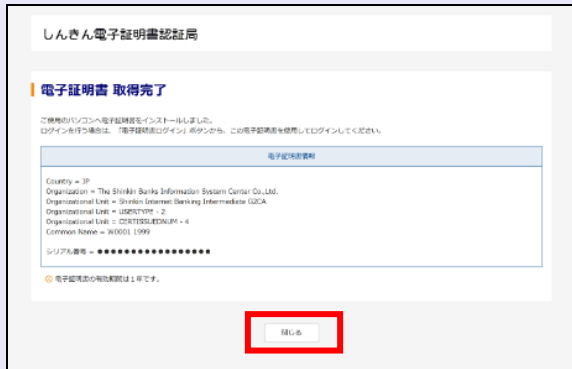 しんきん電子証明書認証局
電子証明書 取得完了
ご使用のパソコンへ電子証明書をインストールしました。
ログインを行う場合は、「電子証明書ログイン」ボタンから、この電子証明書を使用してログインしてください。
電子証明書情報
Country = JP
Organization = The Shinkin Banks Information System Center Co.,Ltd.
Organizational Unit = Shinkin Internet Banking Intermediate G2CA
Organizational Unit = USERTYPE - 2
Organizational Unit = CERTISSUEDNUM - 4
Common Name = W0001 1999
シリアル番号 = ●●●●●●●●●●●●●●●●●
電子証明書の有効期間は1年です。
閉じる